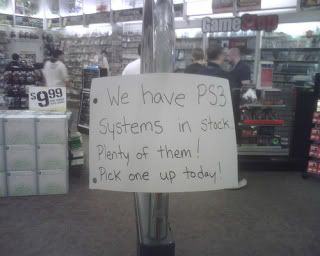 GameStop
$9.99
We have PS3
Systems in stock.
Plenty of them!
Pick one up today!